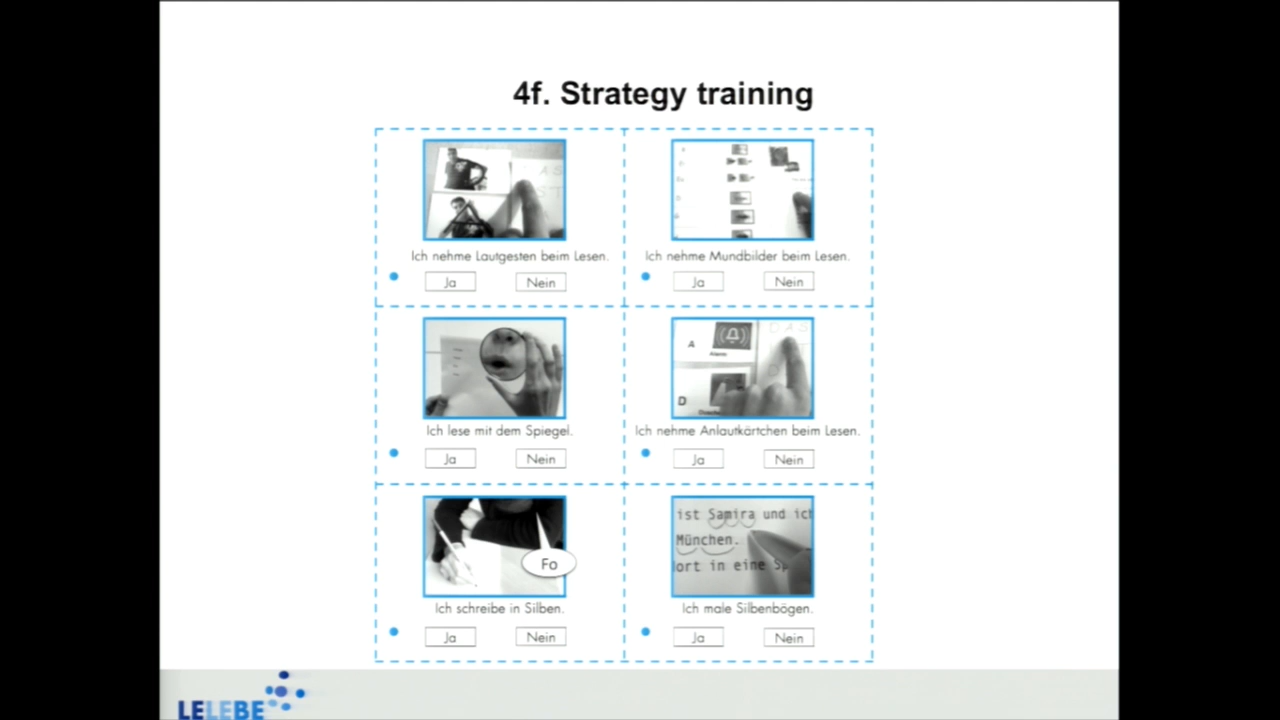 4f. Strategy training
Ich nehme Lautgesten beim Lesen.
Ja Nein
Ich nehme Mundbilder beim Lesen.
Ja Nein
Ich lese mit dem Spiegel.
Ja Nein
A
D
DAS
Ich nehme Anlautkärtchen beim Lesen.
Ja Nein
Fo
Ich schreibe in Silben.
Ja Nein
ist Samira und ich
München.
ort in eine Sp
Ich male Silbenbögen.
Ja Nein
LELEBE